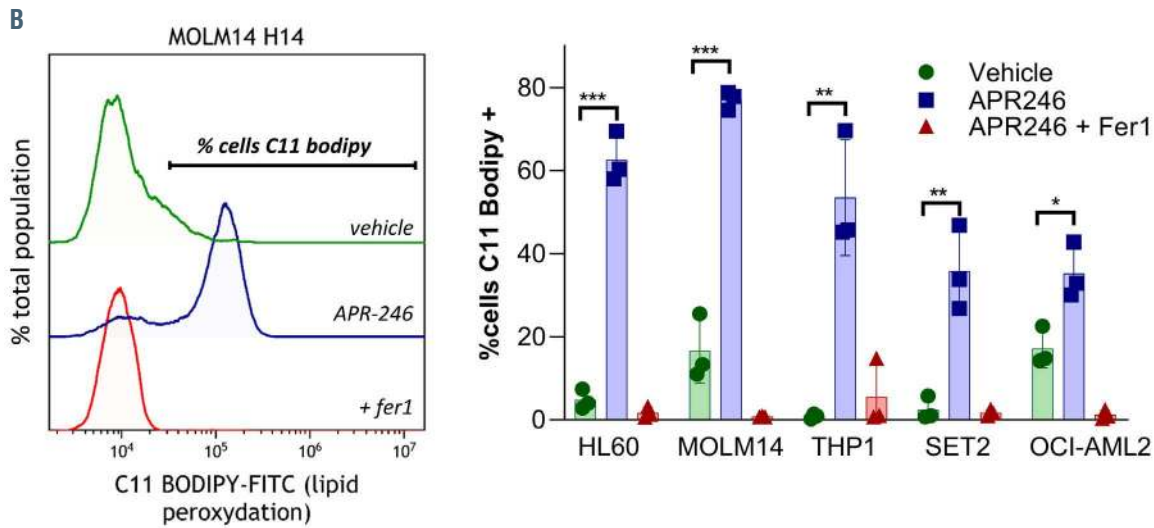 B
MOLM14 H14
% total population
% cells C11 bodipy
vehicle
APR-246
+ fer1
10⁴ 10⁵ 10⁶ 10⁷
C11 BODIPY-FITC (lipid
peroxydation)
%cells C11 Bodipy +
80
60
40
20
0
***
***
**
**
*
Vehicle
APR246
APR246 + Fer1
HL60 MOLM14 THP1 SET2 OCI-AML2